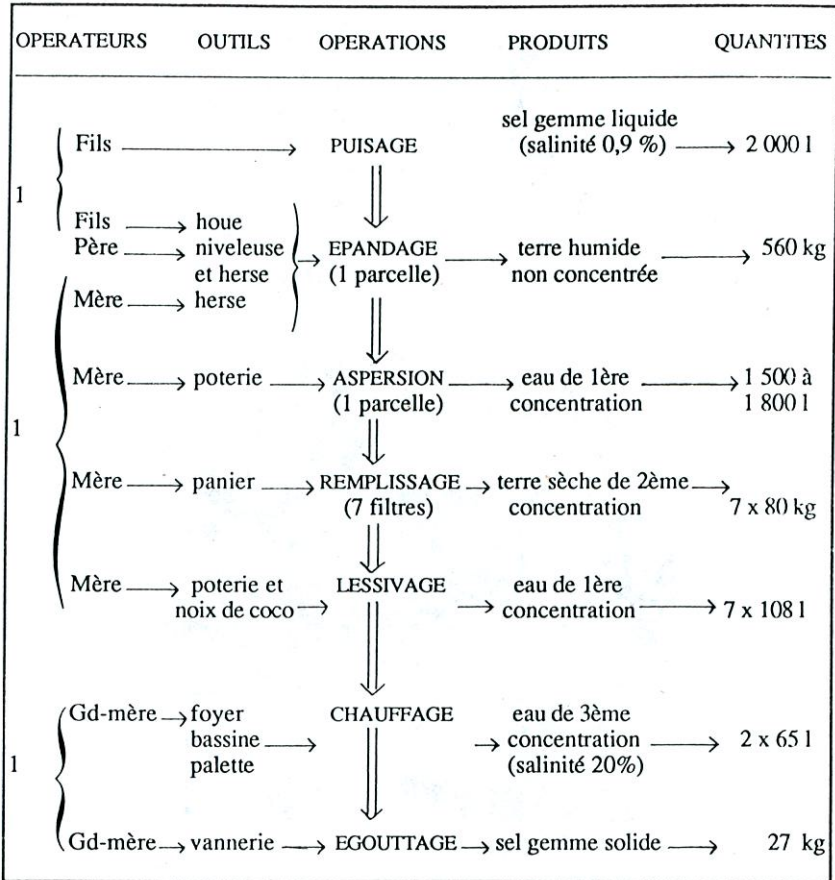 OPERATEURS OUTILS OPERATIONS PRODUITS QUANTITES
sel gemme liquide
Fils PUISAGE (salinité 0,9 %) 2 000 l
1
Fils houe
Père niveleuse EPANDAGE terre humide 560 kg
et herse (1 parcelle) non concentrée
Mère herse
Mère poterie ASPERSION eau de 1ère 1 500 à
(1 parcelle) concentration 1 800 l
1
Mère panier REMPLISSAGE terre sèche de 2ème
(7 filtres) concentration 7 x 80 kg
Mère poterie et LESSIVAGE eau de 1ère
noix de coco concentration 7 x 108 l
Gd-mère foyer CHAUFFAGE eau de 3ème
bassine concentration 2 x 65 l
1 palette (salinité 20%)
Gd-mère vannerie EGOUTTAGE sel gemme solide 27 kg